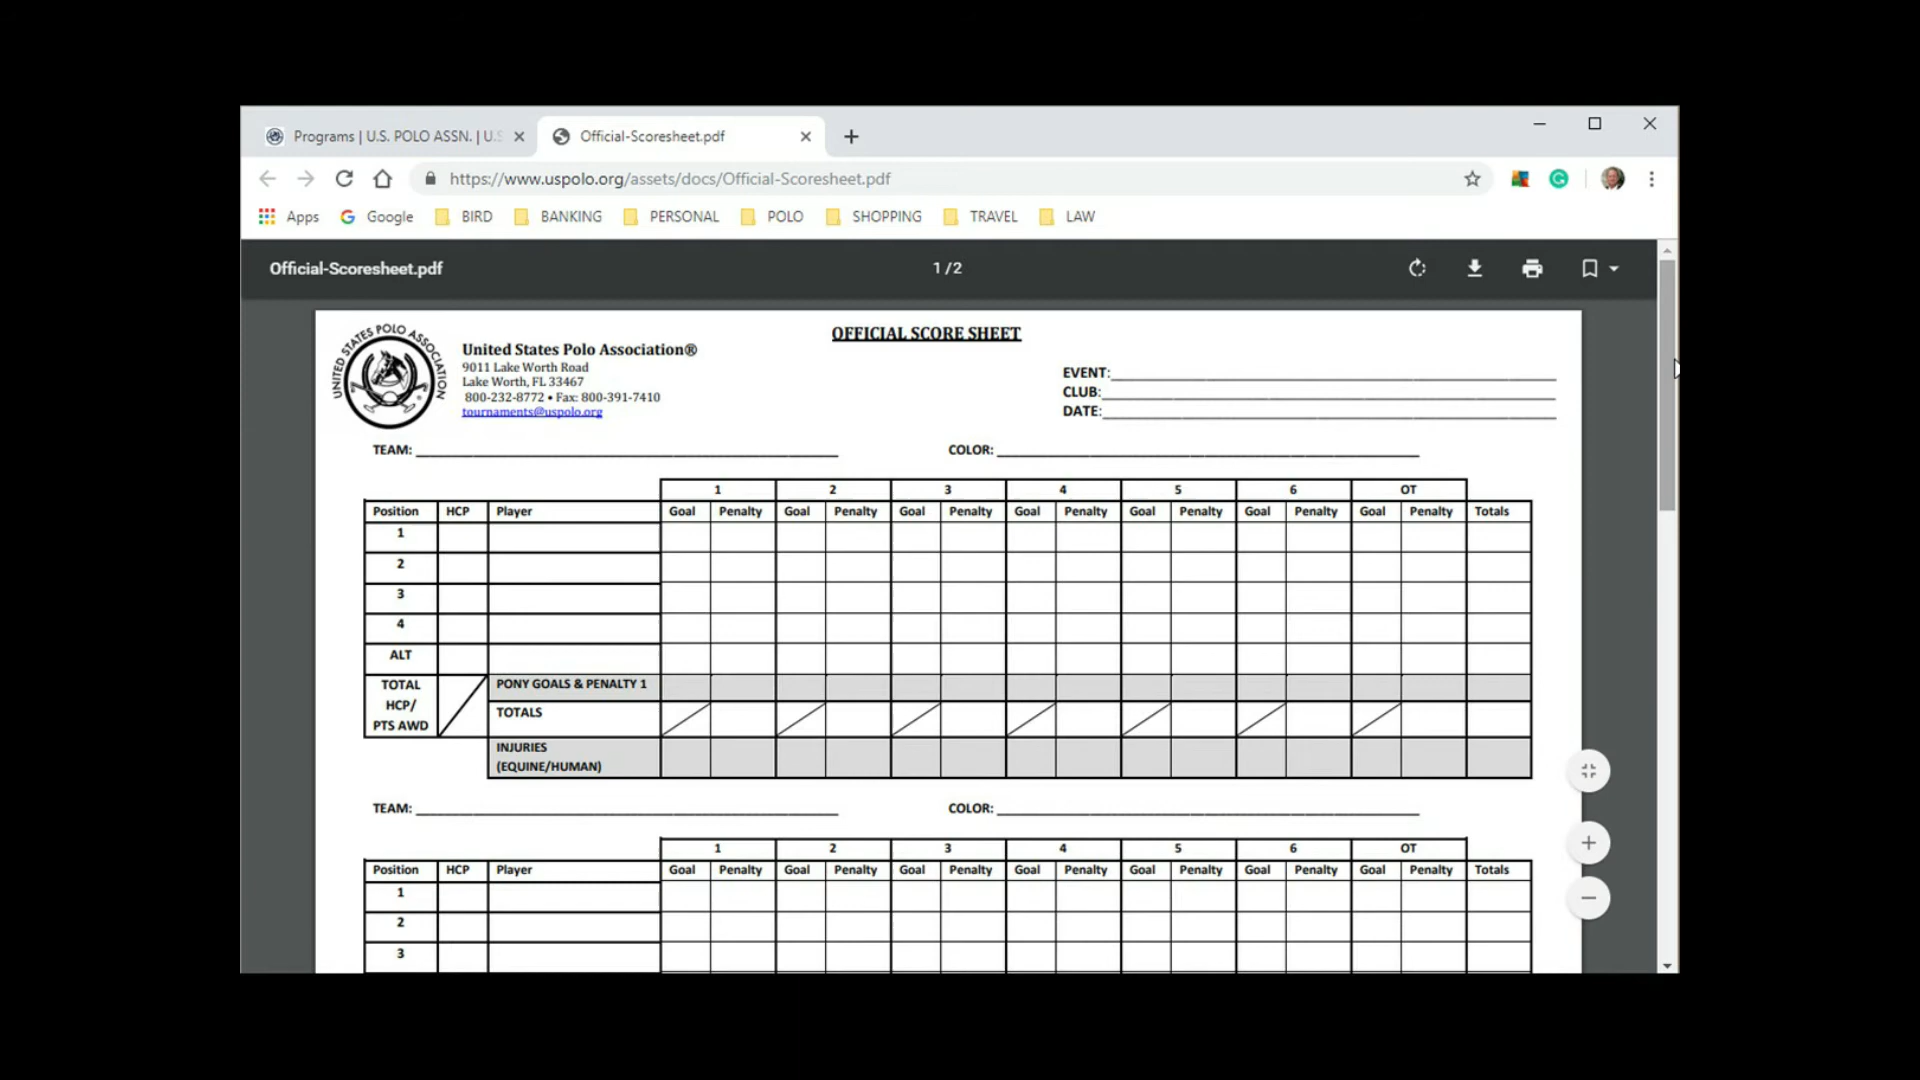 Programs | U.S. POLO ASSN. | U.S
Official-Scoresheet.pdf
https://www.uspolo.org/assets/docs/Official-Scoresheet.pdf
Apps Google BIRD BANKING PERSONAL POLO SHOPPING TRAVEL LAW
Official-Scoresheet.pdf 1 / 2
UNITED STATES POLO ASSOCIATION
OFFICIAL SCORE SHEET
United States Polo Association®
9011 Lake Worth Road
Lake Worth, FL 33467
800-232-8772 • Fax: 800-391-7410
tournaments@uspolo.org
EVENT:
CLUB:
DATE:
TEAM: COLOR:
1 2 3 4 5 6 OT
Position HCP Player Goal Penalty Goal Penalty Goal Penalty Goal Penalty Goal Penalty Goal Penalty Goal Penalty Totals
1
2
3
4
ALT
TOTAL HCP/ PTS AWD
PONY GOALS & PENALTY 1
TOTALS
INJURIES
(EQUINE/HUMAN)
TEAM: COLOR:
1 2 3 4 5 6 OT
Position HCP Player Goal Penalty Goal Penalty Goal Penalty Goal Penalty Goal Penalty Goal Penalty Goal Penalty Totals
1
2
3